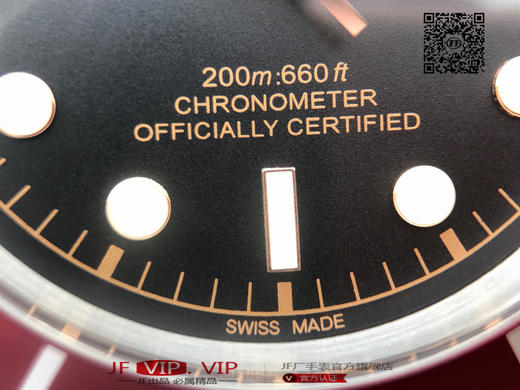 200m:660ft
CHRONOMETER
OFFICIALLY CERTIFIED
SWISS MADE
JF VIP.VIP
JF出品 必属精品
JF厂手表官方旗舰店
官方认证